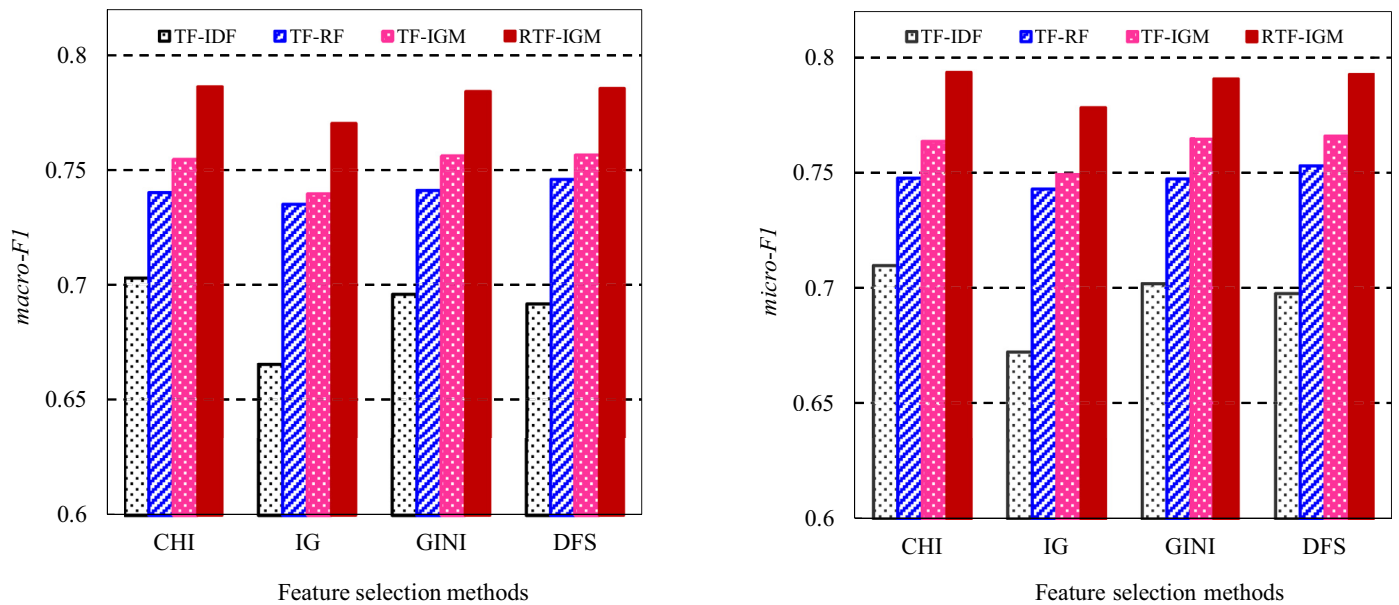 TF-IDF TF-RF TF-IGM RTF-IGM
0.8
0.75
0.7
0.65
0.6
macro-F1
CHI IG GINI DFS
Feature selection methods
TF-IDF TF-RF TF-IGM RTF-IGM
0.8
0.75
0.7
0.65
0.6
micro-F1
CHI IG GINI DFS
Feature selection methods